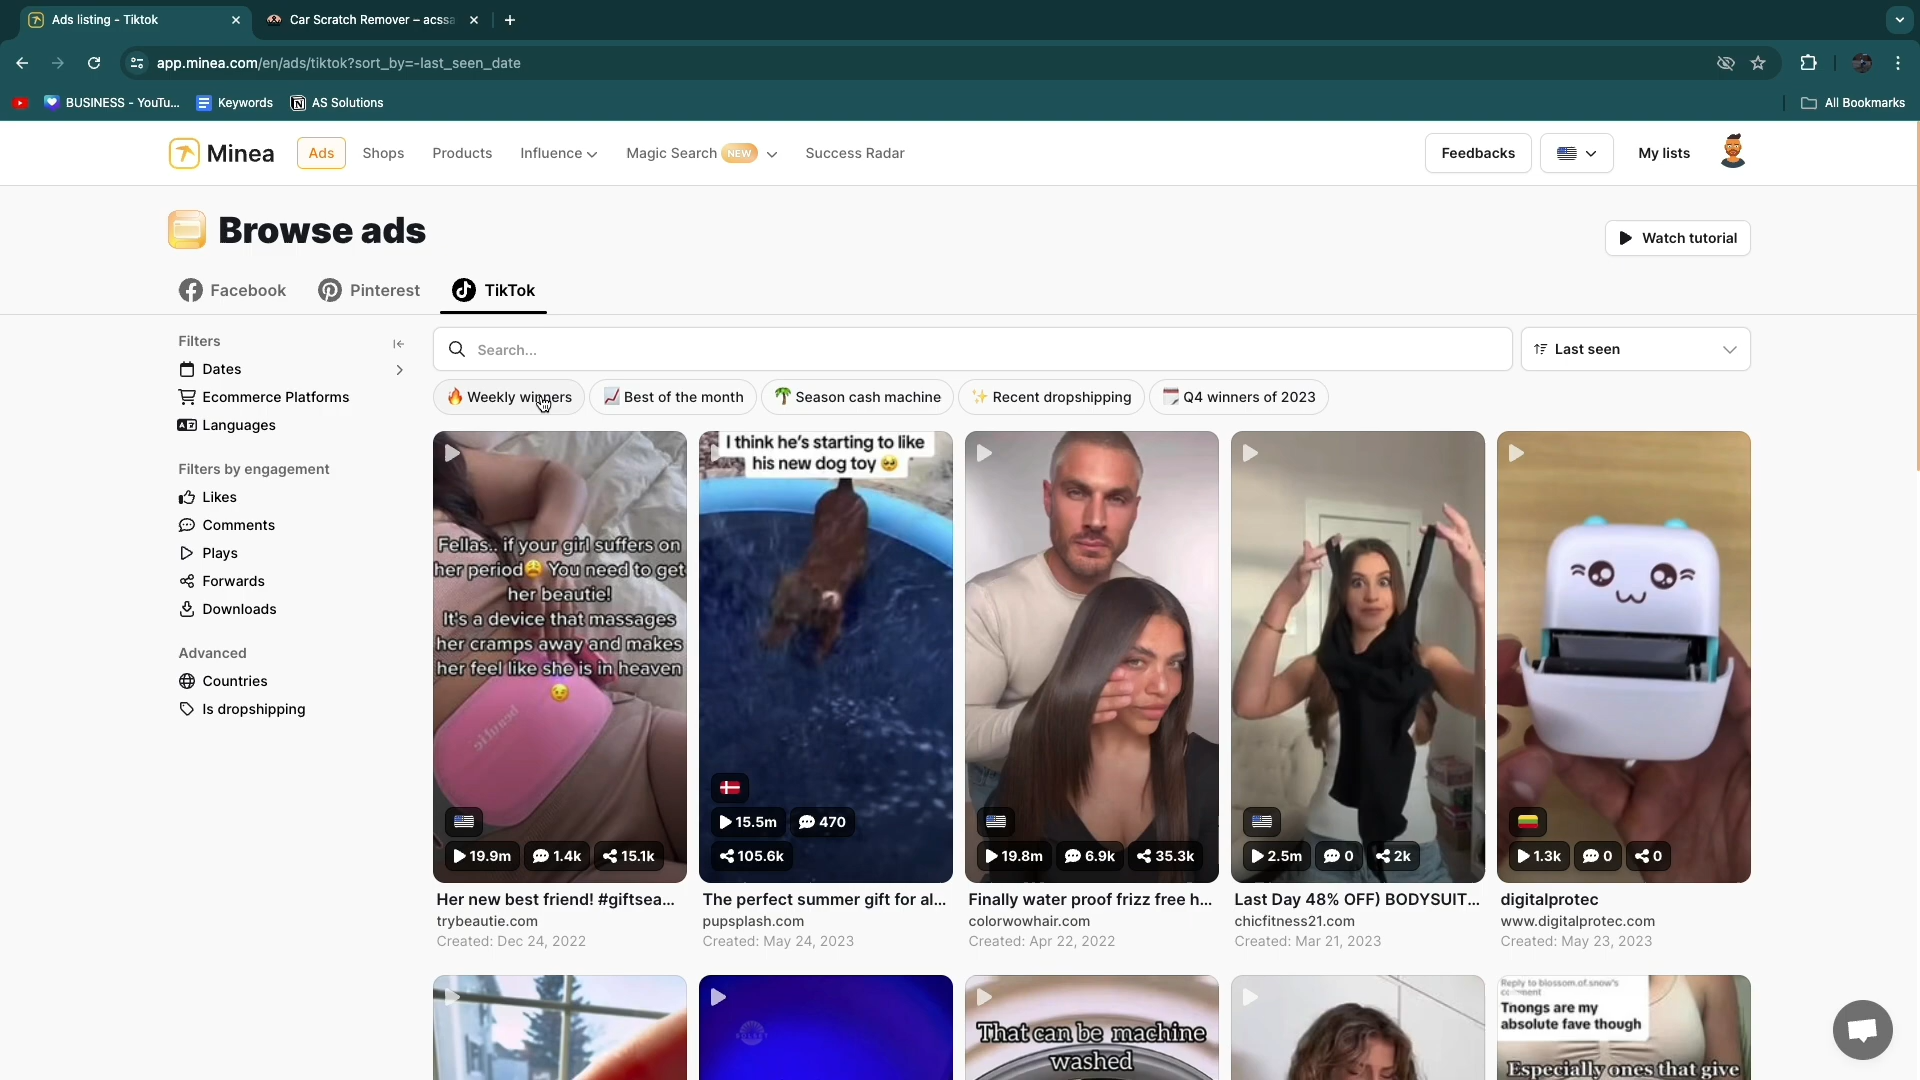 Ads listing - Tiktok
Car Scratch Remover – acssa
app.minea.com/en/ads/tiktok?sort_by=-last_seen_date
BUSINESS - YouTu...
Keywords
AS Solutions
All Bookmarks
Minea
Ads
Shops
Products
Influence
Magic Search NEW
Success Radar
Feedbacks
My lists
Browse ads
Watch tutorial
Facebook
Pinterest
TikTok
Filters
Dates
Ecommerce Platforms
Languages
Filters by engagement
Likes
Comments
Plays
Forwards
Downloads
Advanced
Countries
Is dropshipping
Search...
Last seen
🔥 Weekly winners
📈 Best of the month
🌴 Season cash machine
✨ Recent dropshipping
Q4 winners of 2023
Fellas.. if your girl suffers on
her period😩 You need to get
her beautie!
It's a device that massages
her cramps away and makes
her feel like she is in heaven
😉
beautie
19.9m 1.4k 15.1k
Her new best friend! #giftsea...
trybeautie.com
Created: Dec 24, 2022
I think he's starting to like
his new dog toy 🥹
15.5m 470
105.6k
The perfect summer gift for al...
pupsplash.com
Created: May 24, 2023
19.8m 6.9k 35.3k
Finally water proof frizz free h...
colorwowhair.com
Created: Apr 22, 2022
2.5m 0 2k
Last Day 48% OFF) BODYSUIT...
chicfitness21.com
Created: Mar 21, 2023
1.3k 0 0
digitalprotec
www.digitalprotec.com
Created: May 23, 2023
That can be machine
washed
Reply to blossom.of.snow's
comment
Tnongs are my
absolute fave though
Especially ones that give